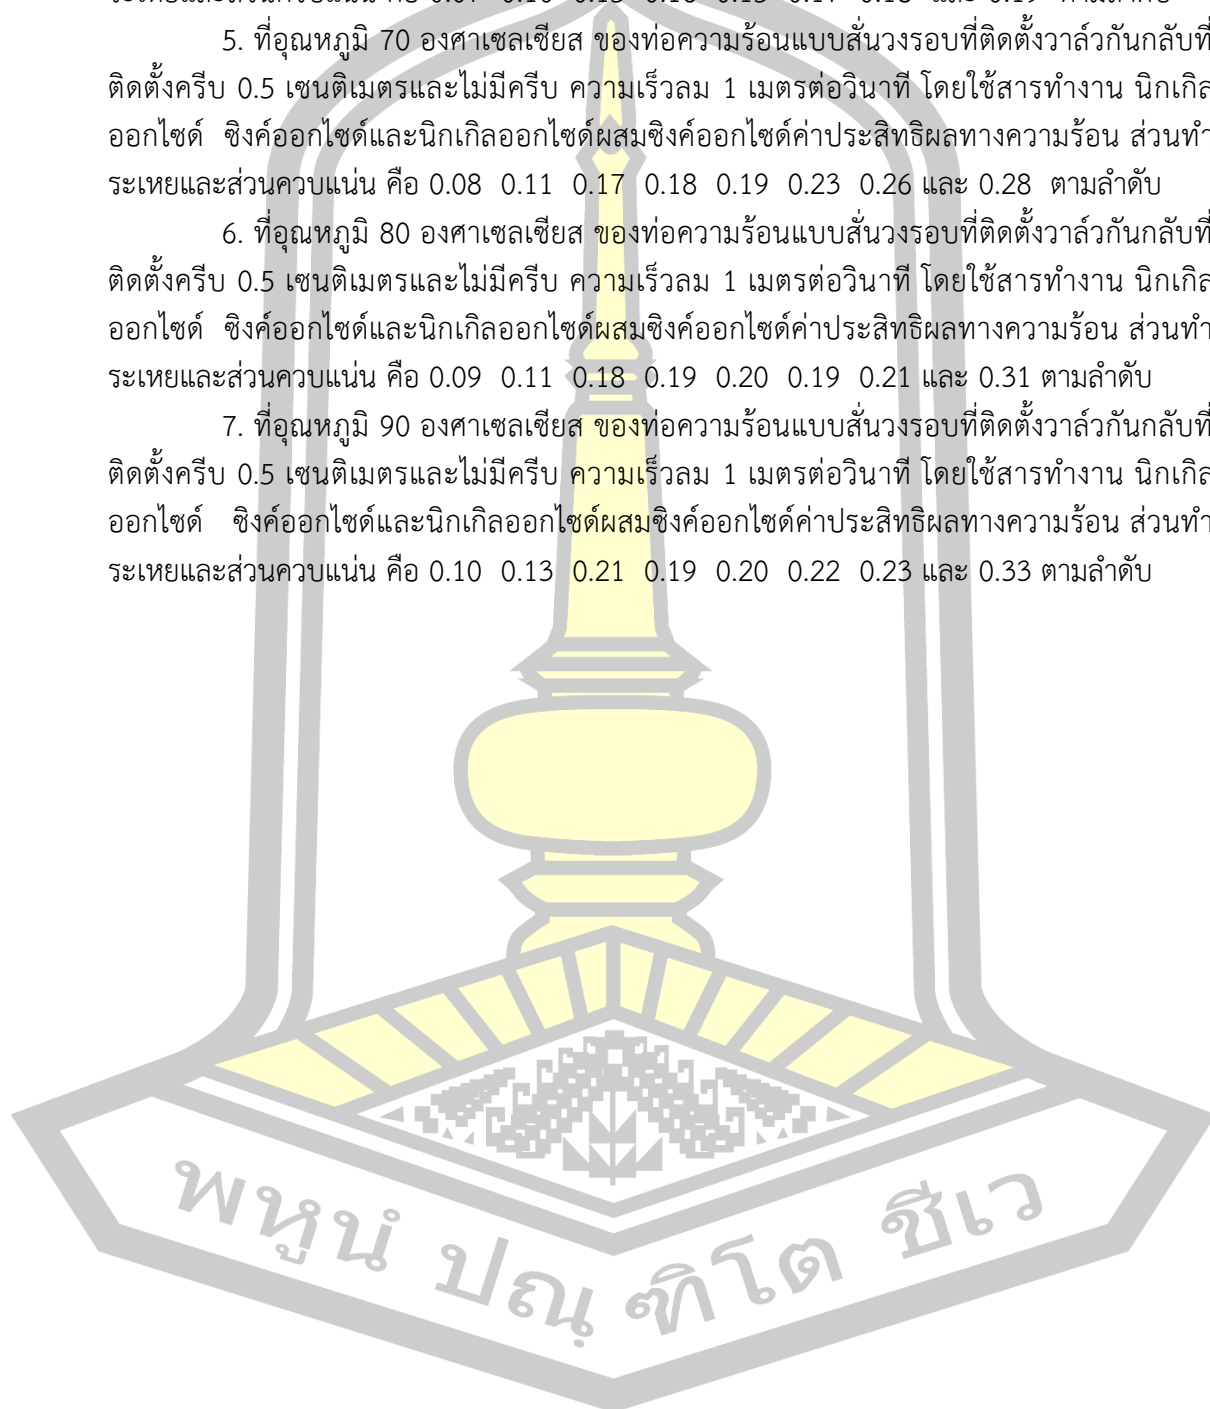 5. ที่อุณหภูมิ 70 องศาเซลเซียส ของท่อความร้อนแบบสั่นวงรอบที่ติดตั้งวาล์วกันกลับที่
ติดตั้งครีบ 0.5 เซนติเมตรและไม่มีครีบ ความเร็วลม 1 เมตรต่อวินาที โดยใช้สารทำงาน นิกเกิล
ออกไซด์ ซิงค์ออกไซด์และนิกเกิลออกไซด์ผสมซิงค์ออกไซด์ค่าประสิทธิผลทางความร้อน ส่วนทำ
ระเหยและส่วนควบแน่น คือ 0.08 0.11 0.17 0.18 0.19 0.23 0.26 และ 0.28 ตามลำดับ
6. ที่อุณหภูมิ 80 องศาเซลเซียส ของท่อความร้อนแบบสั่นวงรอบที่ติดตั้งวาล์วกันกลับที่
ติดตั้งครีบ 0.5 เซนติเมตรและไม่มีครีบ ความเร็วลม 1 เมตรต่อวินาที โดยใช้สารทำงาน นิกเกิล
ออกไซด์ ซิงค์ออกไซด์และนิกเกิลออกไซด์ผสมซิงค์ออกไซด์ค่าประสิทธิผลทางความร้อน ส่วนทำ
ระเหยและส่วนควบแน่น คือ 0.09 0.11 0.18 0.19 0.20 0.19 0.21 และ 0.31 ตามลำดับ
7. ที่อุณหภูมิ 90 องศาเซลเซียส ของท่อความร้อนแบบสั่นวงรอบที่ติดตั้งวาล์วกันกลับที่
ติดตั้งครีบ 0.5 เซนติเมตรและไม่มีครีบ ความเร็วลม 1 เมตรต่อวินาที โดยใช้สารทำงาน นิกเกิล
ออกไซด์ ซิงค์ออกไซด์และนิกเกิลออกไซด์ผสมซิงค์ออกไซด์ค่าประสิทธิผลทางความร้อน ส่วนทำ
ระเหยและส่วนควบแน่น คือ 0.10 0.13 0.21 0.19 0.20 0.22 0.23 และ 0.33 ตามลำดับ
พหูนํ ปณฺฑิโต ชีเว